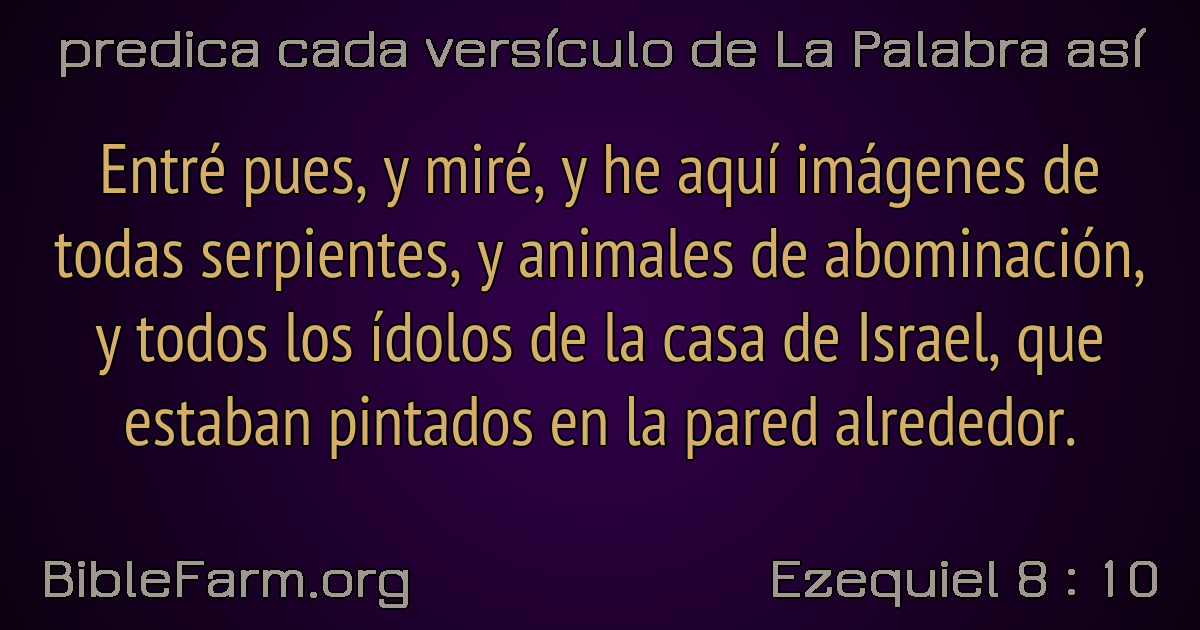 predica cada versículo de La Palabra así
Entré pues, y miré, y he aquí imágenes de
todas serpientes, y animales de abominación,
y todos los ídolos de la casa de Israel, que
estaban pintados en la pared alrededor.
BibleFarm.org
Ezequiel 8 : 10